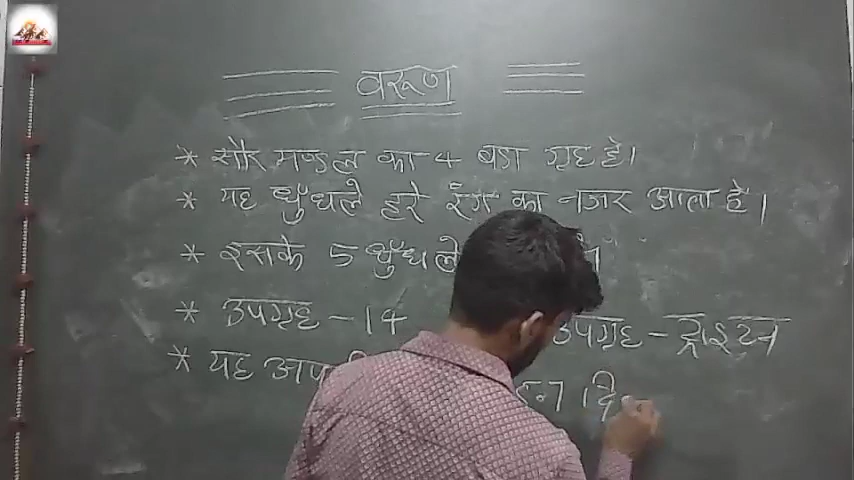 वरुण
* सौर मण्डल का 4 बड़ा ग्रह है।
* यह धुँधले हरे रंग का नजर आता है।
* इसके 5 धुँधले
* उपग्रह - 14 उपग्रह - ट्राइटन
* यह